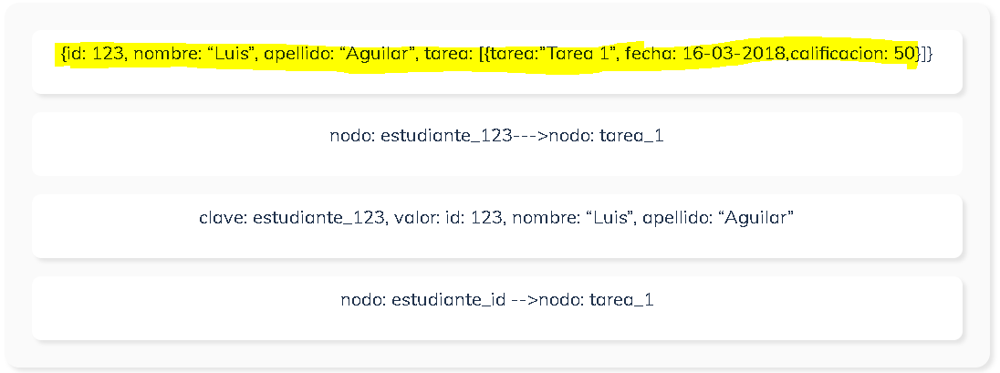 {id: 123, nombre: “Luis”, apellido: “Aguilar”, tarea: [{tarea:”Tarea 1”, fecha: 16-03-2018,calificacion: 50}]}
nodo: estudiante_123--->nodo: tarea_1
clave: estudiante_123, valor: id: 123, nombre: “Luis”, apellido: “Aguilar”
nodo: estudiante_id -->nodo: tarea_1